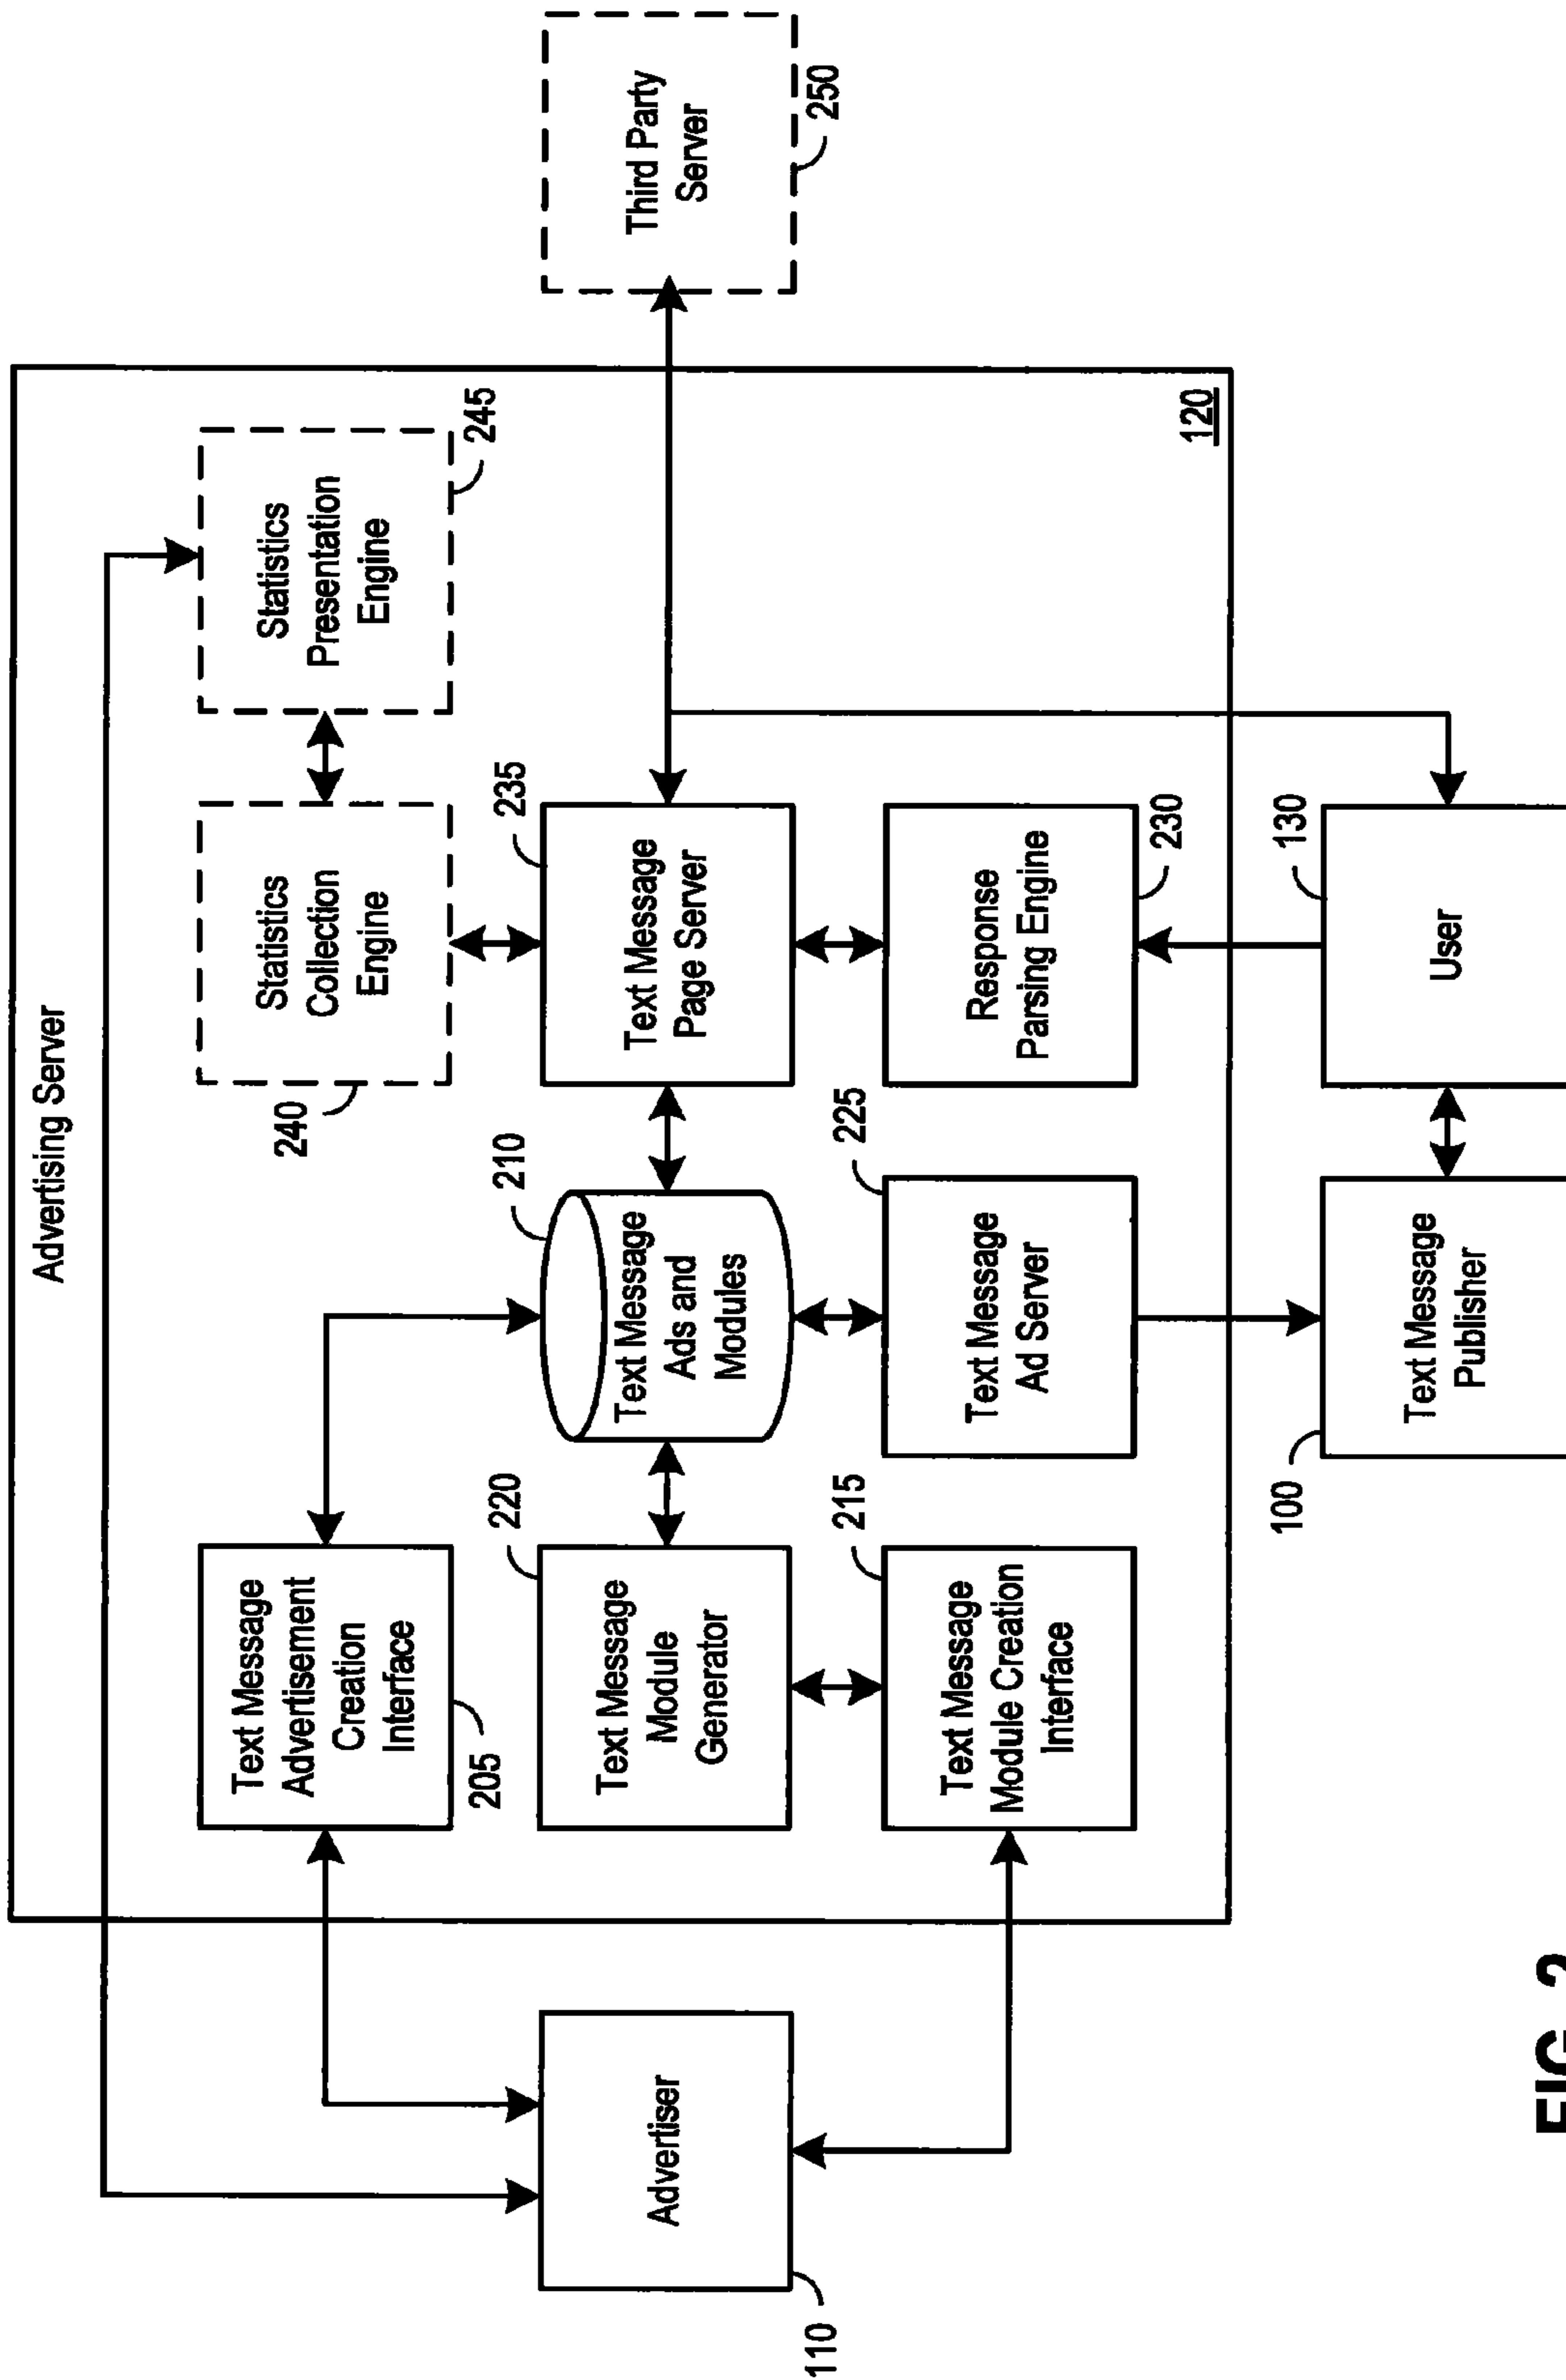 Advertising Server
Text Message
Advertisement
Creation
Interface
205
Statistics
Collection
Engine
240
Statistics
Presentation
Engine
245
Advertiser
110
Text Message
Module
Generator
220
Text Message
Ads and
Modules
210
Text Message
Page Server
235
Third Party
Server
250
Text Message
Module Creation
Interface
215
Text Message
Ad Server
225
Response
Parsing Engine
230
120
Text Message
Publisher
100
User
130
FIG. 2